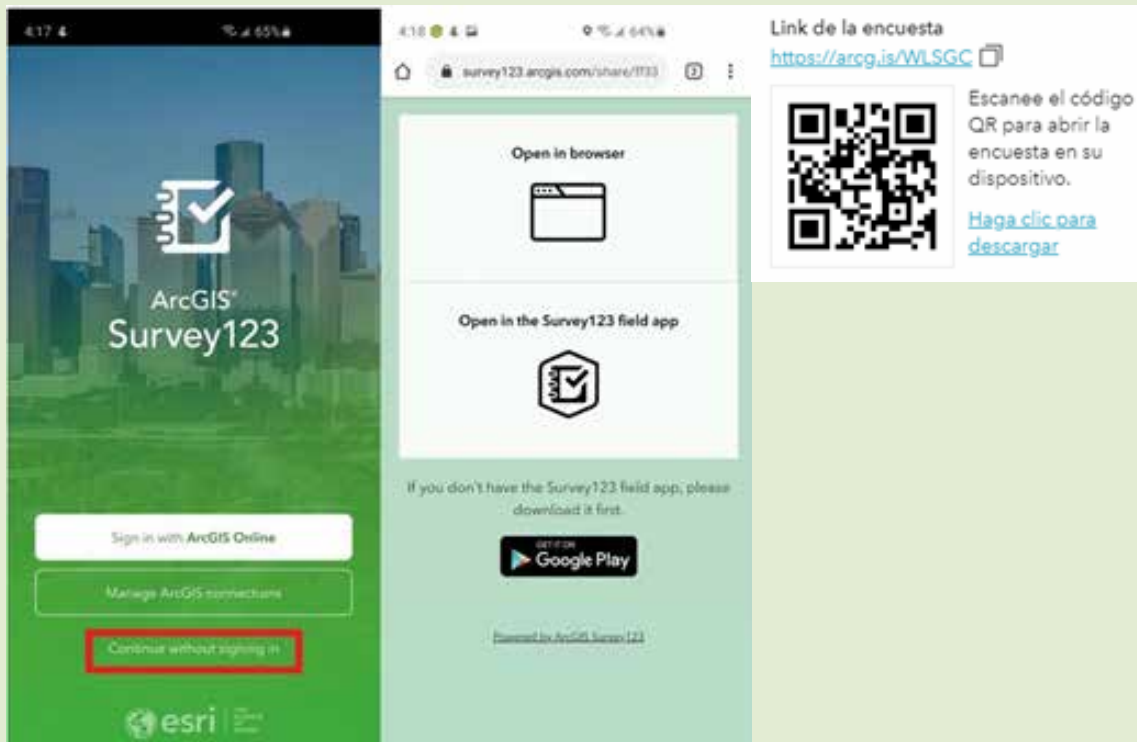 4:17
65%
ArcGIS®
Survey123
Sign in with ArcGIS Online
Manage ArcGIS connections
Continue without signing in
esri
4:18
64%
survey123.arcgis.com/share/1f33
Open in browser
Open in the Survey123 field app
If you don't have the Survey123 field app, please
download it first.
GET IT ON
Google Play
Powered by ArcGIS Survey123
Link de la encuesta
https://arcg.is/WLSGC
Escanee el código
QR para abrir la
encuesta en su
dispositivo.
Haga clic para
descargar